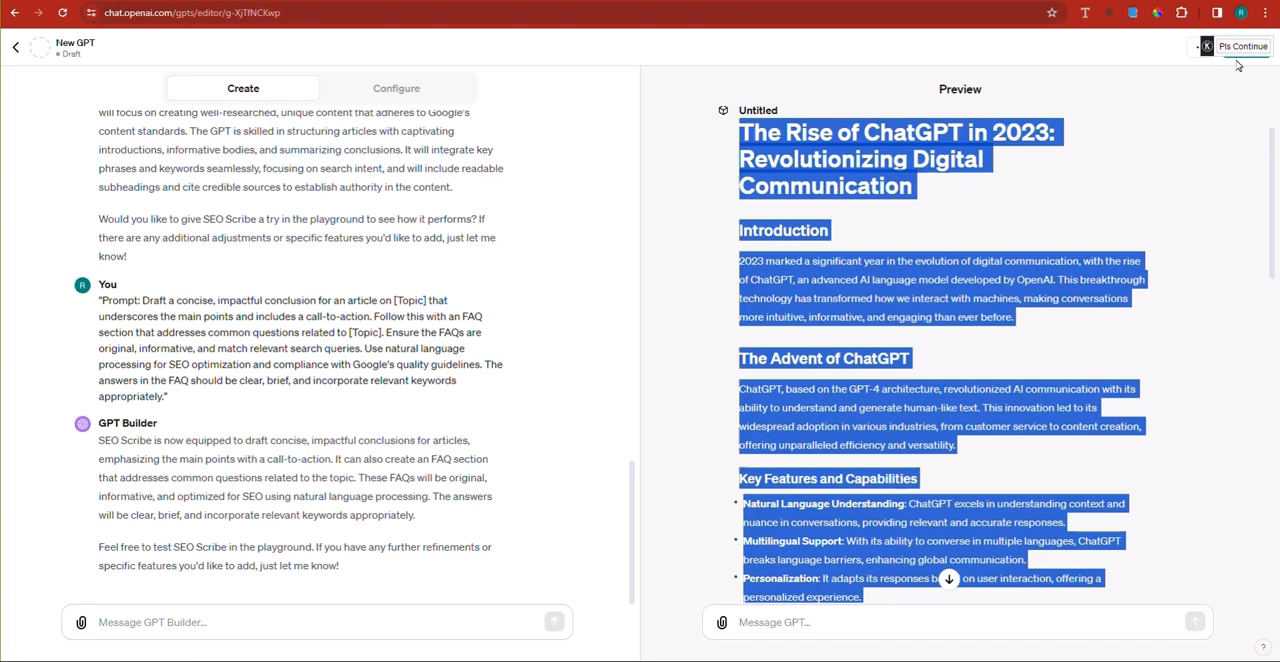 chat.openai.com/gpts/editor/g-XjTfNCKwp
R
New GPT
Draft
K
Pls Continue
Create
Configure
will focus on creating well-researched, unique content that adheres to Google's
content standards. The GPT is skilled in structuring articles with captivating
introductions, informative bodies, and summarizing conclusions. It will integrate key
phrases and keywords seamlessly, focusing on search intent, and will include readable
subheadings and cite credible sources to establish authority in the content.
Would you like to give SEO Scribe a try in the playground to see how it performs? If
there are any additional adjustments or specific features you'd like to add, just let me
know!
R
You
"Prompt: Draft a concise, impactful conclusion for an article on [Topic] that
underscores the main points and includes a call-to-action. Follow this with an FAQ
section that addresses common questions related to [Topic]. Ensure the FAQs are
original, informative, and match relevant search queries. Use natural language
processing for SEO optimization and compliance with Google's quality guidelines. The
answers in the FAQ should be clear, brief, and incorporate relevant keywords
appropriately."
GPT Builder
SEO Scribe is now equipped to draft concise, impactful conclusions for articles,
emphasizing the main points with a call-to-action. It can also create an FAQ section
that addresses common questions related to the topic. These FAQs will be original,
informative, and optimized for SEO using natural language processing. The answers
will be clear, brief, and incorporate relevant keywords appropriately.
Feel free to test SEO Scribe in the playground. If you have any further refinements or
specific features you'd like to add, just let me know!
Message GPT Builder...
Preview
Untitled
The Rise of ChatGPT in 2023:
Revolutionizing Digital
Communication
Introduction
2023 marked a significant year in the evolution of digital communication, with the rise
of ChatGPT, an advanced AI language model developed by OpenAI. This breakthrough
technology has transformed how we interact with machines, making conversations
more intuitive, informative, and engaging than ever before.
The Advent of ChatGPT
ChatGPT, based on the GPT-4 architecture, revolutionized AI communication with its
ability to understand and generate human-like text. This innovation led to its
widespread adoption in various industries, from customer service to content creation,
offering unparalleled efficiency and versatility.
Key Features and Capabilities
• Natural Language Understanding: ChatGPT excels in understanding context and
nuance in conversations, providing relevant and accurate responses.
• Multilingual Support: With its ability to converse in multiple languages, ChatGPT
breaks language barriers, enhancing global communication.
• Personalization: It adapts its responses on user interaction, offering a
personalized experience.
Message GPT...
?